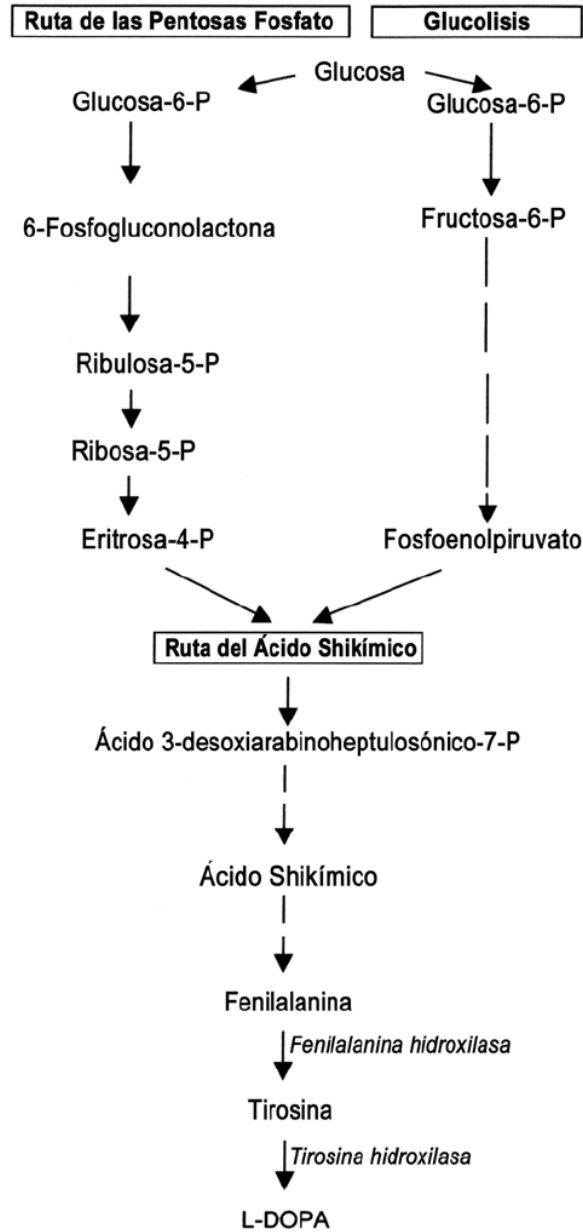 Ruta de las Pentosas Fosfato
Glucolisis
Glucosa
Glucosa-6-P
Glucosa-6-P
6-Fosfogluconolactona
Fructosa-6-P
Ribulosa-5-P
Ribosa-5-P
Eritrosa-4-P
Fosfoenolpiruvato
Ruta del Ácido Shikímico
Ácido 3-desoxiarabinoheptulosónico-7-P
Ácido Shikímico
Fenilalanina
Fenilalanina hidroxilasa
Tirosina
Tirosina hidroxilasa
L-DOPA